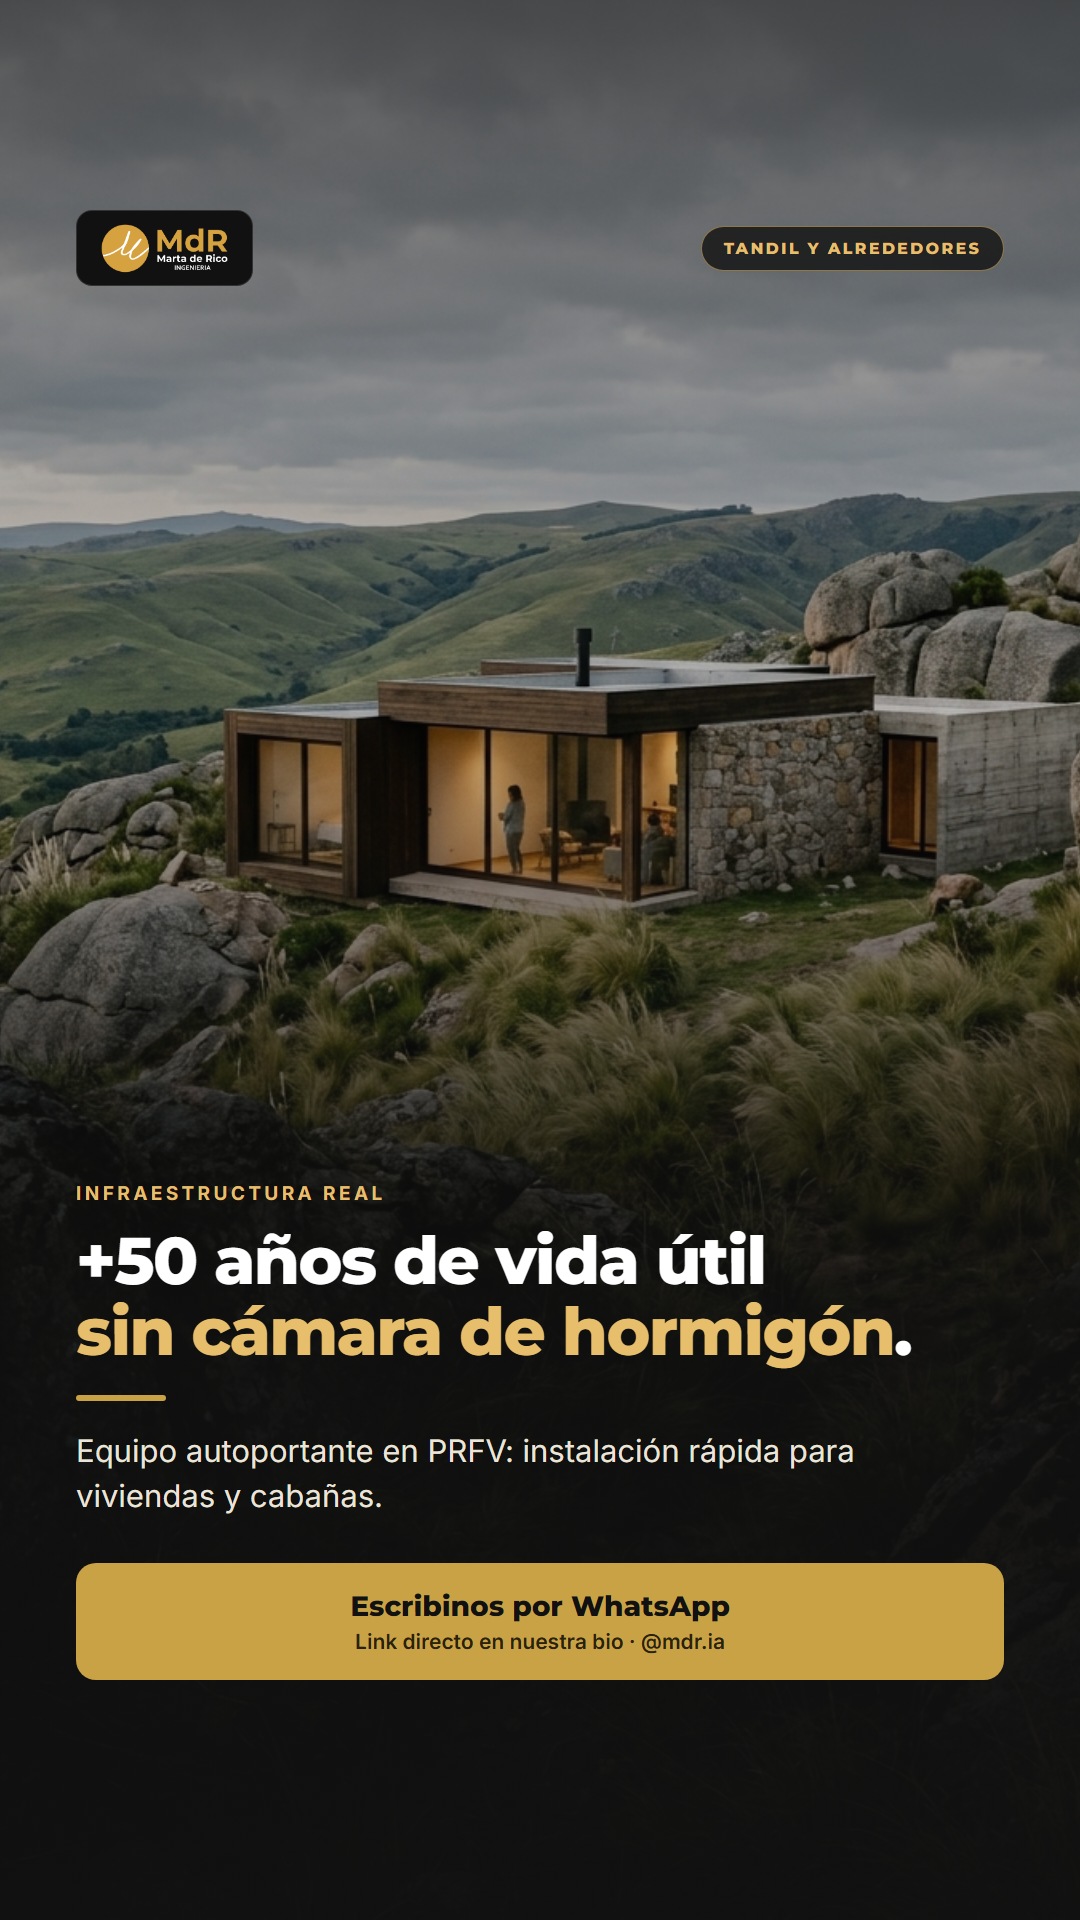 MdR
Marta de Rico
INGENIERIA
TANDIL Y ALREDEDORES
INFRAESTRUCTURA REAL
+50 años de vida útil
sin cámara de hormigón.
Equipo autoportante en PRFV: instalación rápida para
viviendas y cabañas.
Escribinos por WhatsApp
Link directo en nuestra bio · @mdr.ia